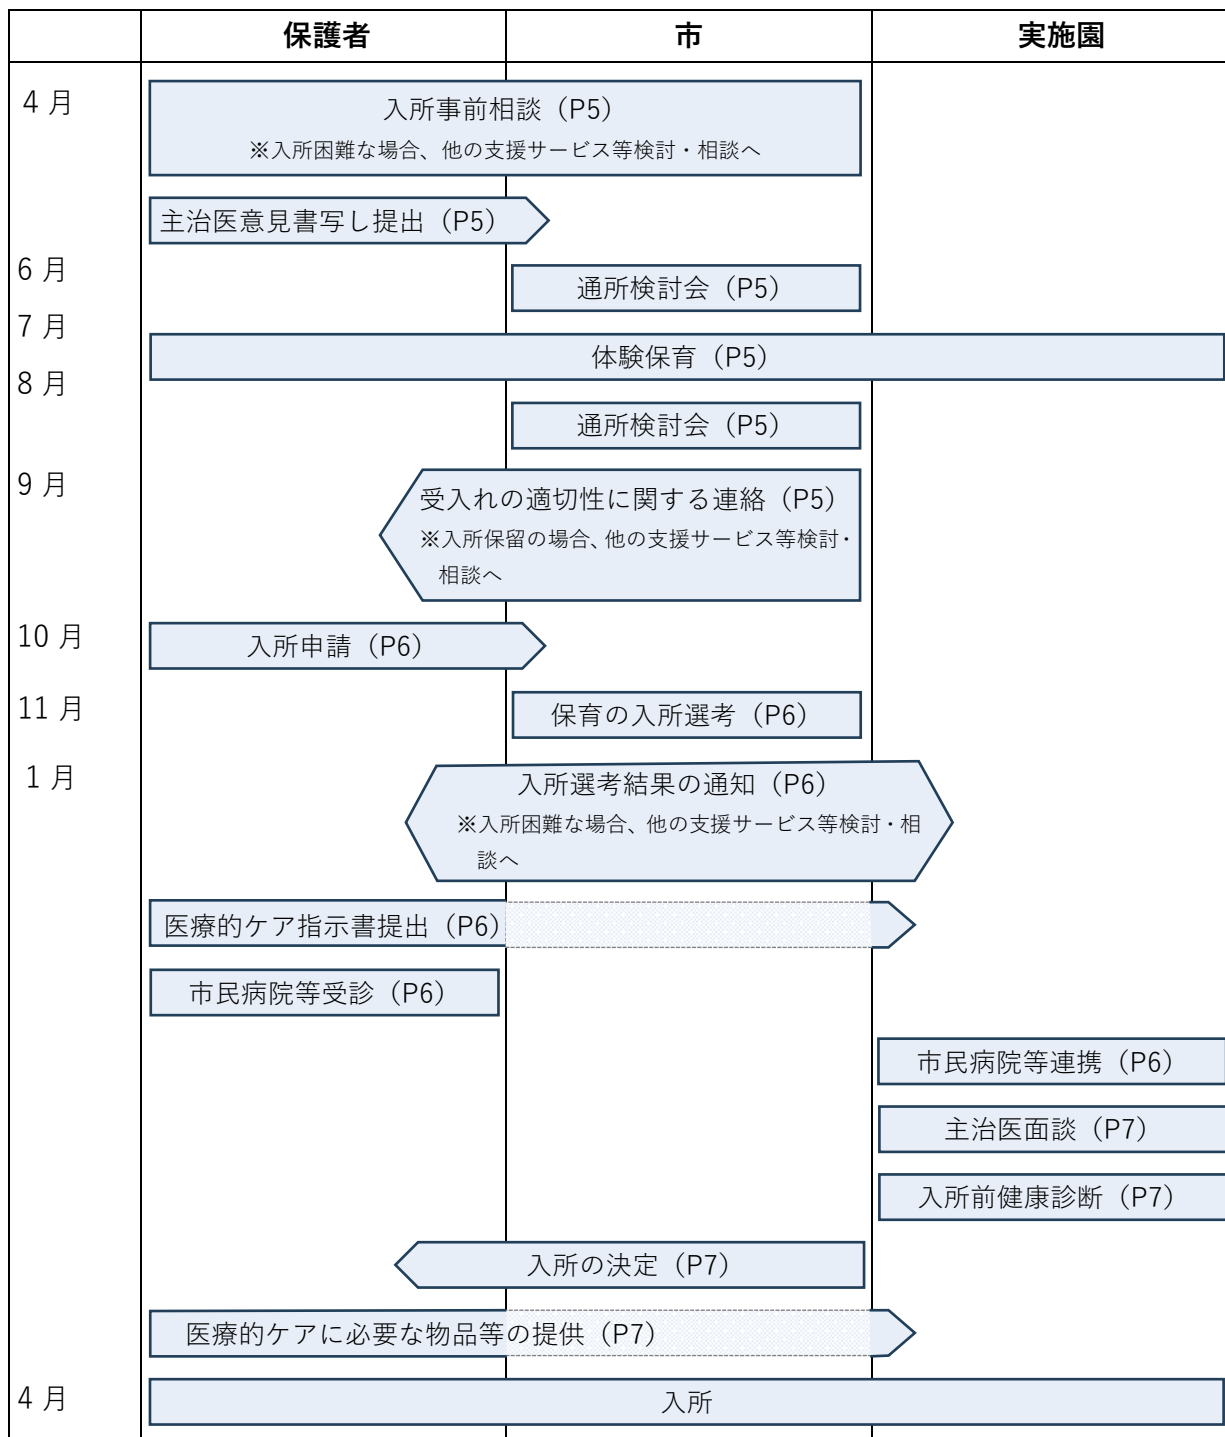 保護者 市 実施園
4 月
入所事前相談（P5）
※入所困難な場合、他の支援サービス等検討・相談へ
主治医意見書写し提出（P5）
6 月
通所検討会（P5）
7 月
体験保育（P5）
8 月
通所検討会（P5）
9 月
受入れの適切性に関する連絡（P5）
※入所保留の場合、他の支援サービス等検討・
相談へ
10 月
入所申請（P6）
11 月
保育の入所選考（P6）
1 月
入所選考結果の通知（P6）
※入所困難な場合、他の支援サービス等検討・相
談へ
医療的ケア指示書提出（P6）
市民病院等受診（P6）
市民病院等連携（P6）
主治医面談（P7）
入所前健康診断（P7）
入所の決定（P7）
医療的ケアに必要な物品等の提供（P7）
4 月
入所